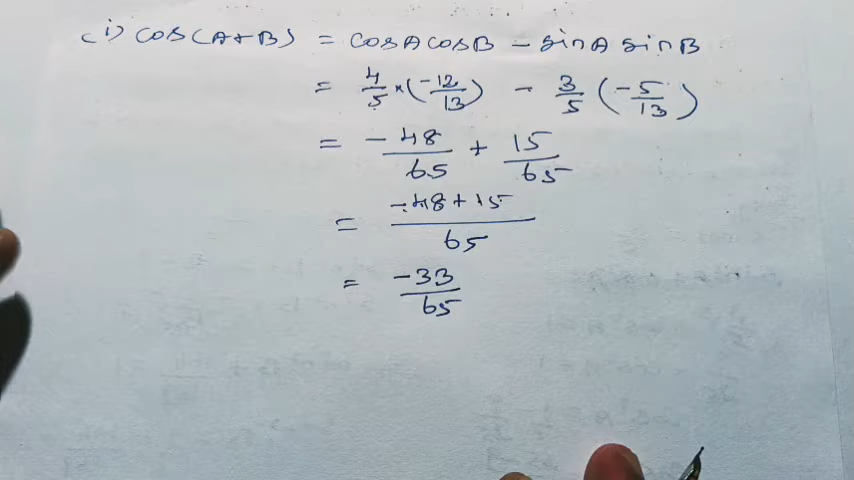 (i) cos(A+B) = cosA cosB - sinA sinB
= 4/5 × (-12/13) - 3/5 (-5/13)
= -48/65 + 15/65
= -48+15/65
= -33/65